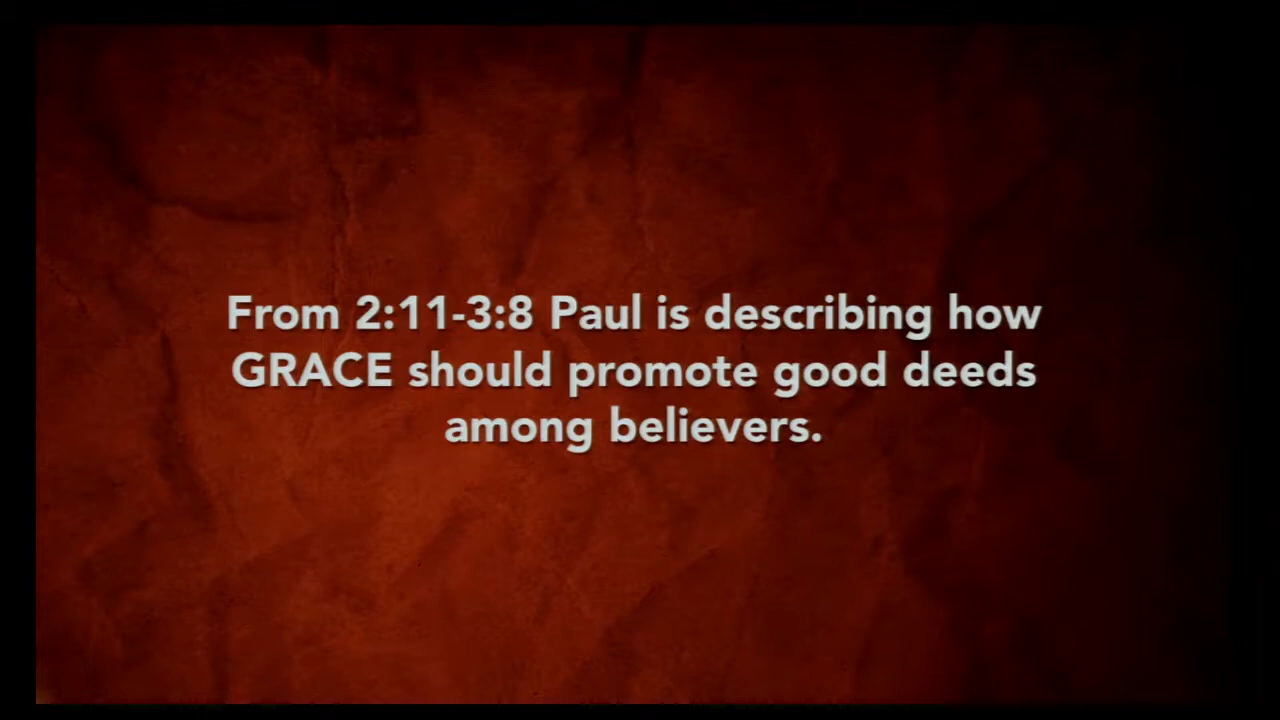 From 2:11-3:8 Paul is describing how
GRACE should promote good deeds
among believers.